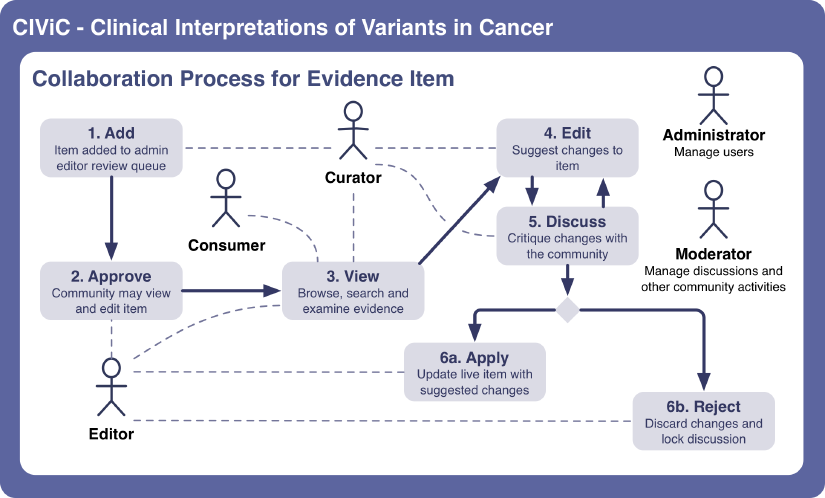 CIViC - Clinical Interpretations of Variants in Cancer
Collaboration Process for Evidence Item
1. Add
Item added to admin
editor review queue
Curator
4. Edit
Suggest changes to
item
Administrator
Manage users
Consumer
5. Discuss
Critique changes with
the community
Moderator
Manage discussions and
other community activities
2. Approve
Community may view
and edit item
3. View
Browse, search and
examine evidence
6a. Apply
Update live item with
suggested changes
Editor
6b. Reject
Discard changes and
lock discussion